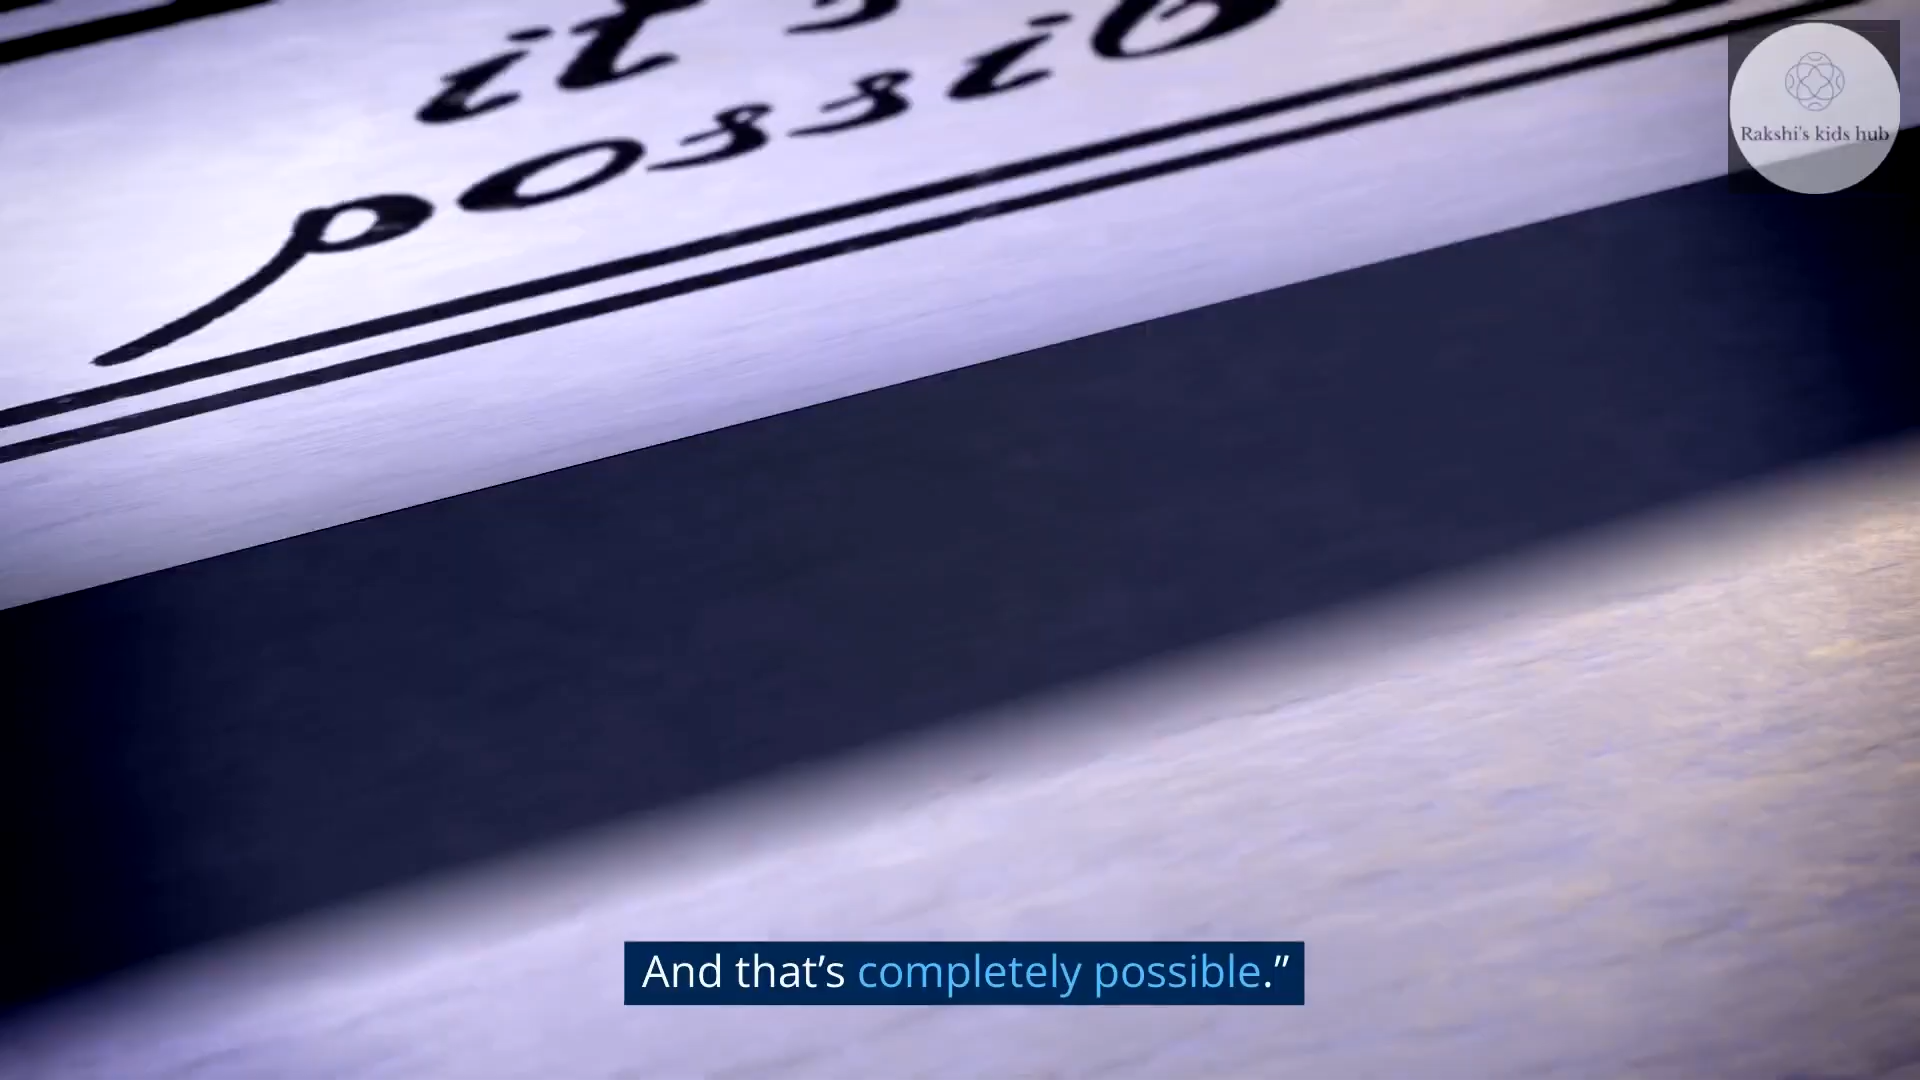 it's
possib
Rakshi's kids hub
And that’s completely possible.”